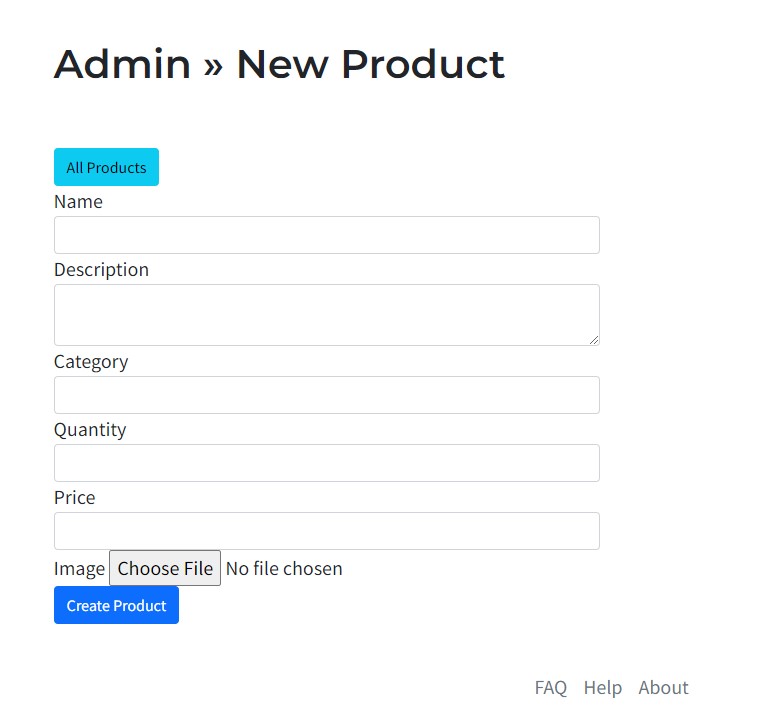 Admin » New Product
All Products
Name
Description
Category
Quantity
Price
Image Choose File No file chosen
Create Product
FAQ Help About